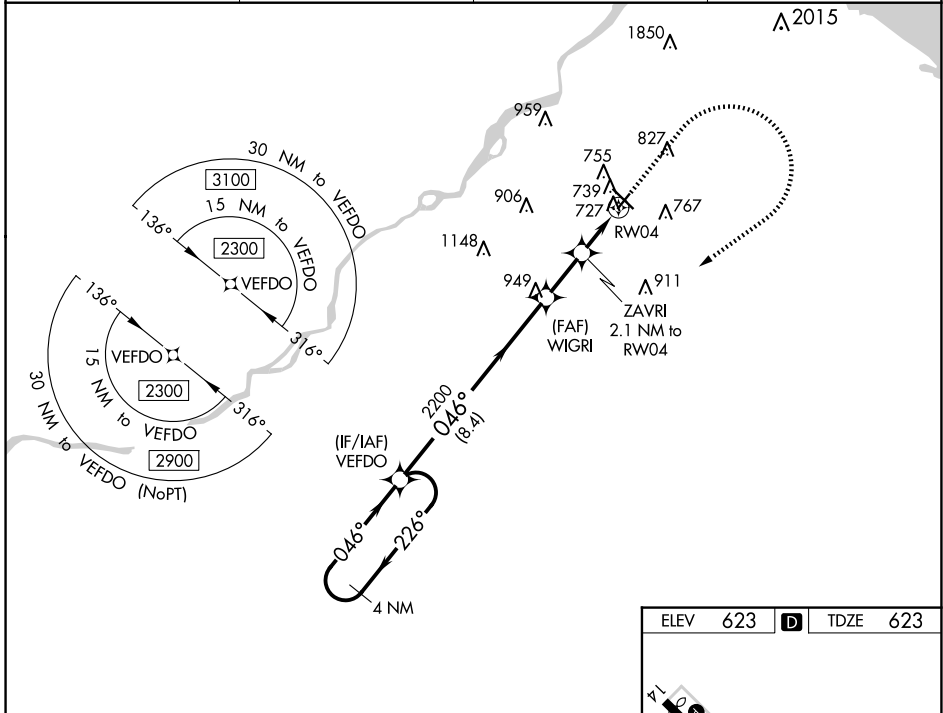 2015
1850
959
827
755
739
727
767
906
RW04
1148
949
911
ZAVRI
2.1 NM to
RW04
(FAF)
WIGRI
30 NM to VEFDO
3100
15 NM to VEFDO
136°
2300
VEFDO
316°
136°
VEFDO
15 NM to VEFDO
2300
316°
30 NM to VEFDO (NoPT)
2900
2200
046°
(8.4)
(IF/IAF)
VEFDO
046°
226°
4 NM
ELEV 623 D TDZE 623
14